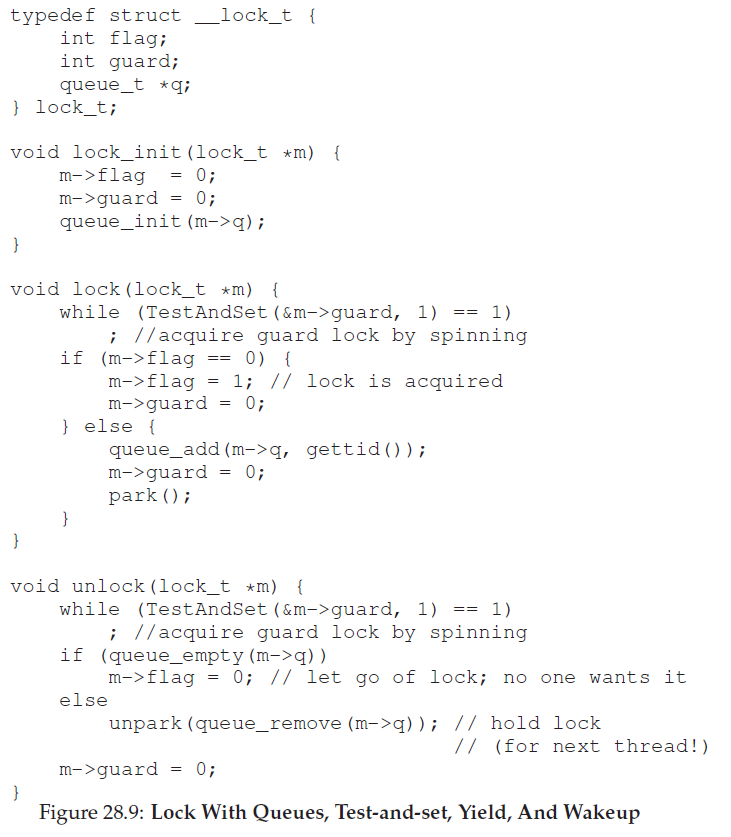 typedef struct __lock_t {
    int flag;
    int guard;
    queue_t *q;
} lock_t;

void lock_init(lock_t *m) {
    m->flag  = 0;
    m->guard = 0;
    queue_init(m->q);
}

void lock(lock_t *m) {
    while (TestAndSet(&m->guard, 1) == 1)
        ; //acquire guard lock by spinning
    if (m->flag == 0) {
        m->flag = 1; // lock is acquired
        m->guard = 0;
    } else {
        queue_add(m->q, gettid());
        m->guard = 0;
        park();
    }
}

void unlock(lock_t *m) {
    while (TestAndSet(&m->guard, 1) == 1)
        ; //acquire guard lock by spinning
    if (queue_empty(m->q))
        m->flag = 0; // let go of lock; no one wants it
    else
        unpark(queue_remove(m->q)); // hold lock
                                    // (for next thread!)
    m->guard = 0;
}
Figure 28.9: Lock With Queues, Test-and-set, Yield, And Wakeup